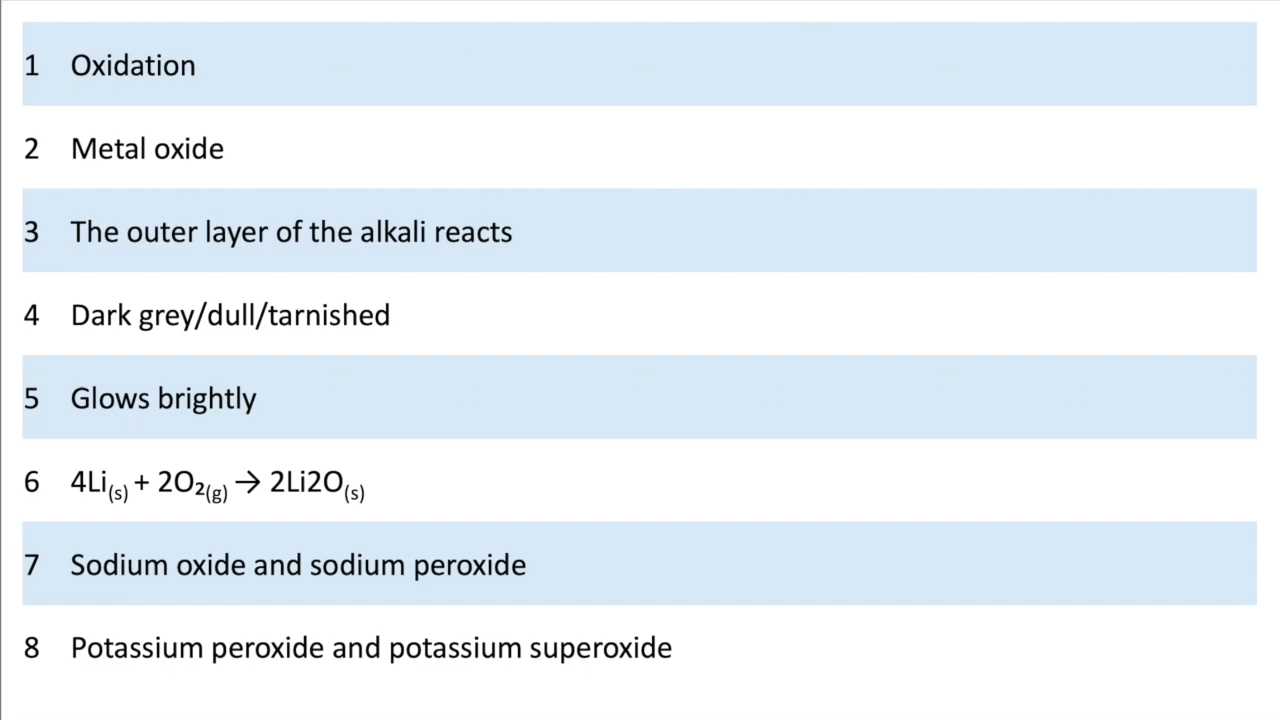 1 Oxidation
2 Metal oxide
3 The outer layer of the alkali reacts
4 Dark grey/dull/tarnished
5 Glows brightly
6 4Li(s) + 2O₂(g) → 2Li2O(s)
7 Sodium oxide and sodium peroxide
8 Potassium peroxide and potassium superoxide